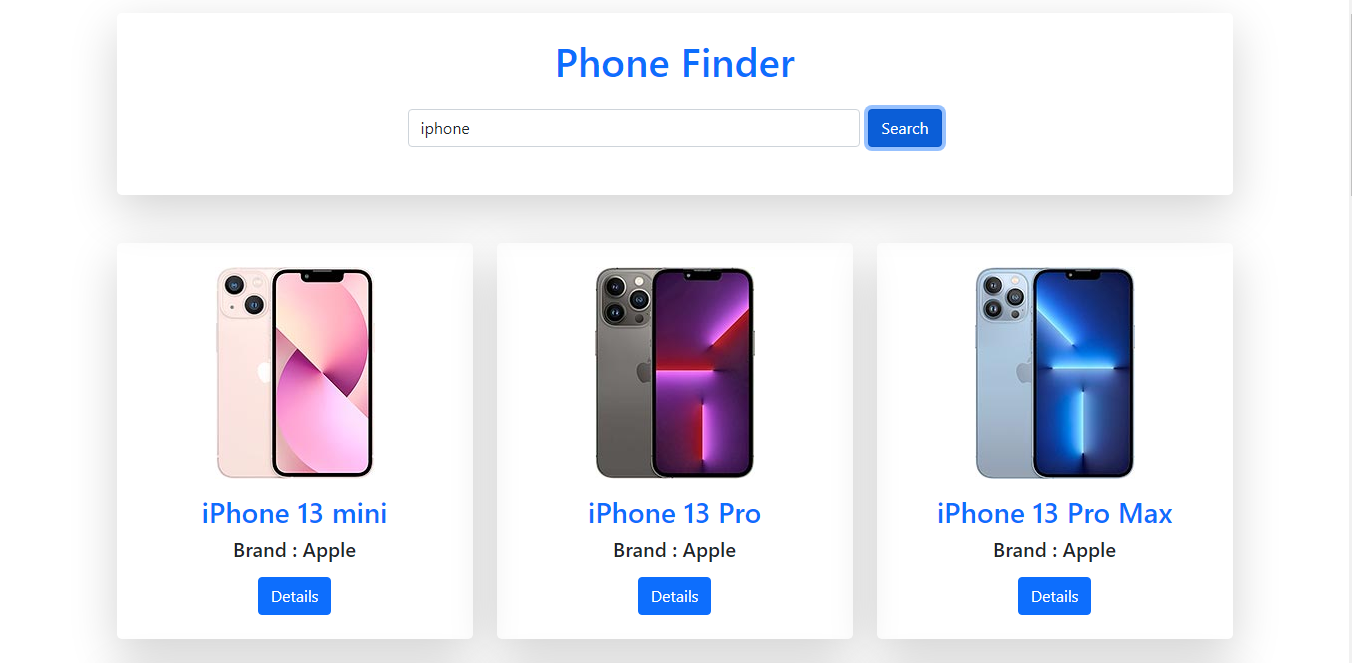 Phone Finder
iphone
Search
iPhone 13 mini
Brand : Apple
Details
iPhone 13 Pro
Brand : Apple
Details
iPhone 13 Pro Max
Brand : Apple
Details